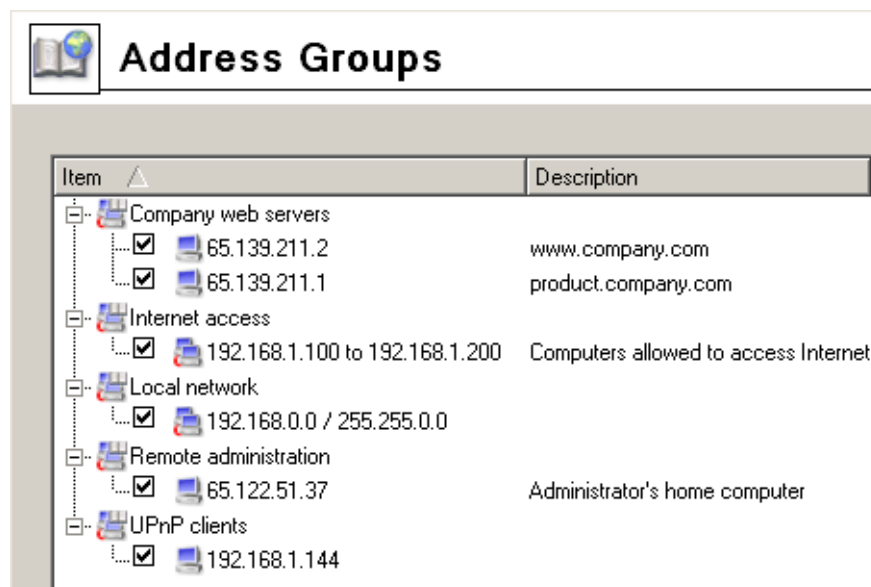 Address Groups
Item Description
Company web servers
65.139.211.2 www.company.com
65.139.211.1 product.company.com
Internet access
192.168.1.100 to 192.168.1.200 Computers allowed to access Internet
Local network
192.168.0.0 / 255.255.0.0
Remote administration
65.122.51.37 Administrator's home computer
UPnP clients
192.168.1.144